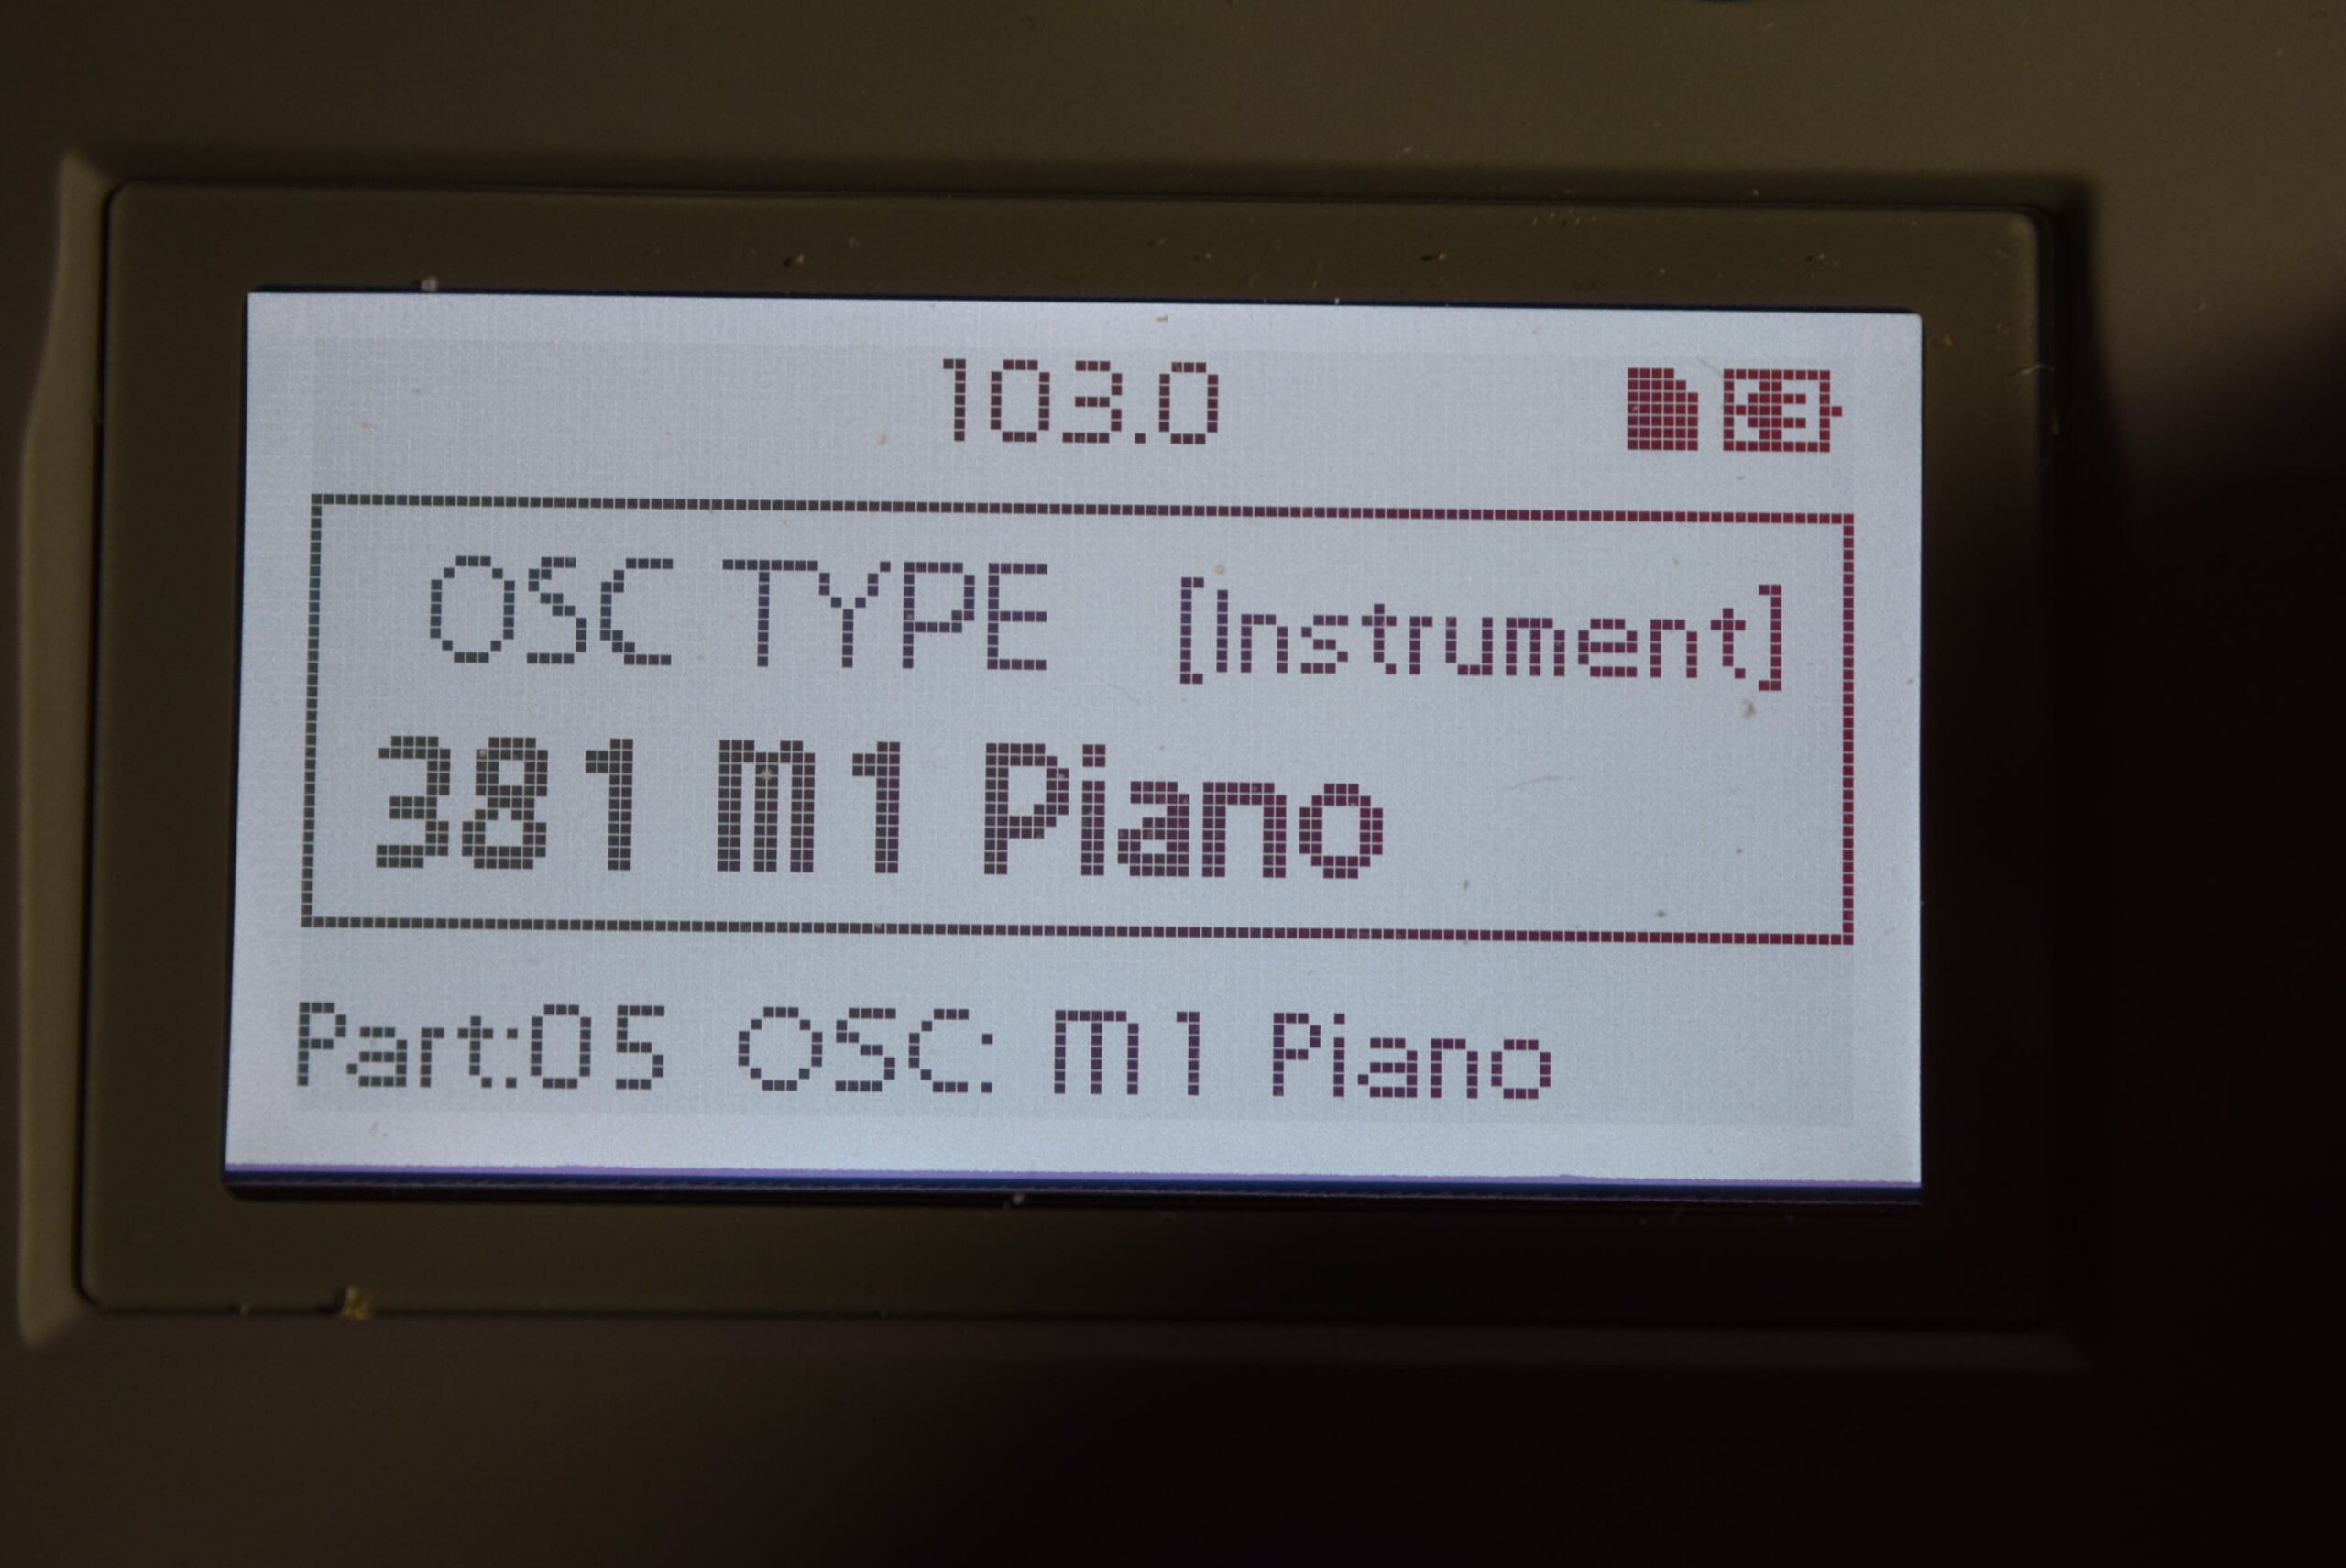 103.0
OSC TYPE [Instrument]
381 M1 Piano
Part:05 OSC: M1 Piano